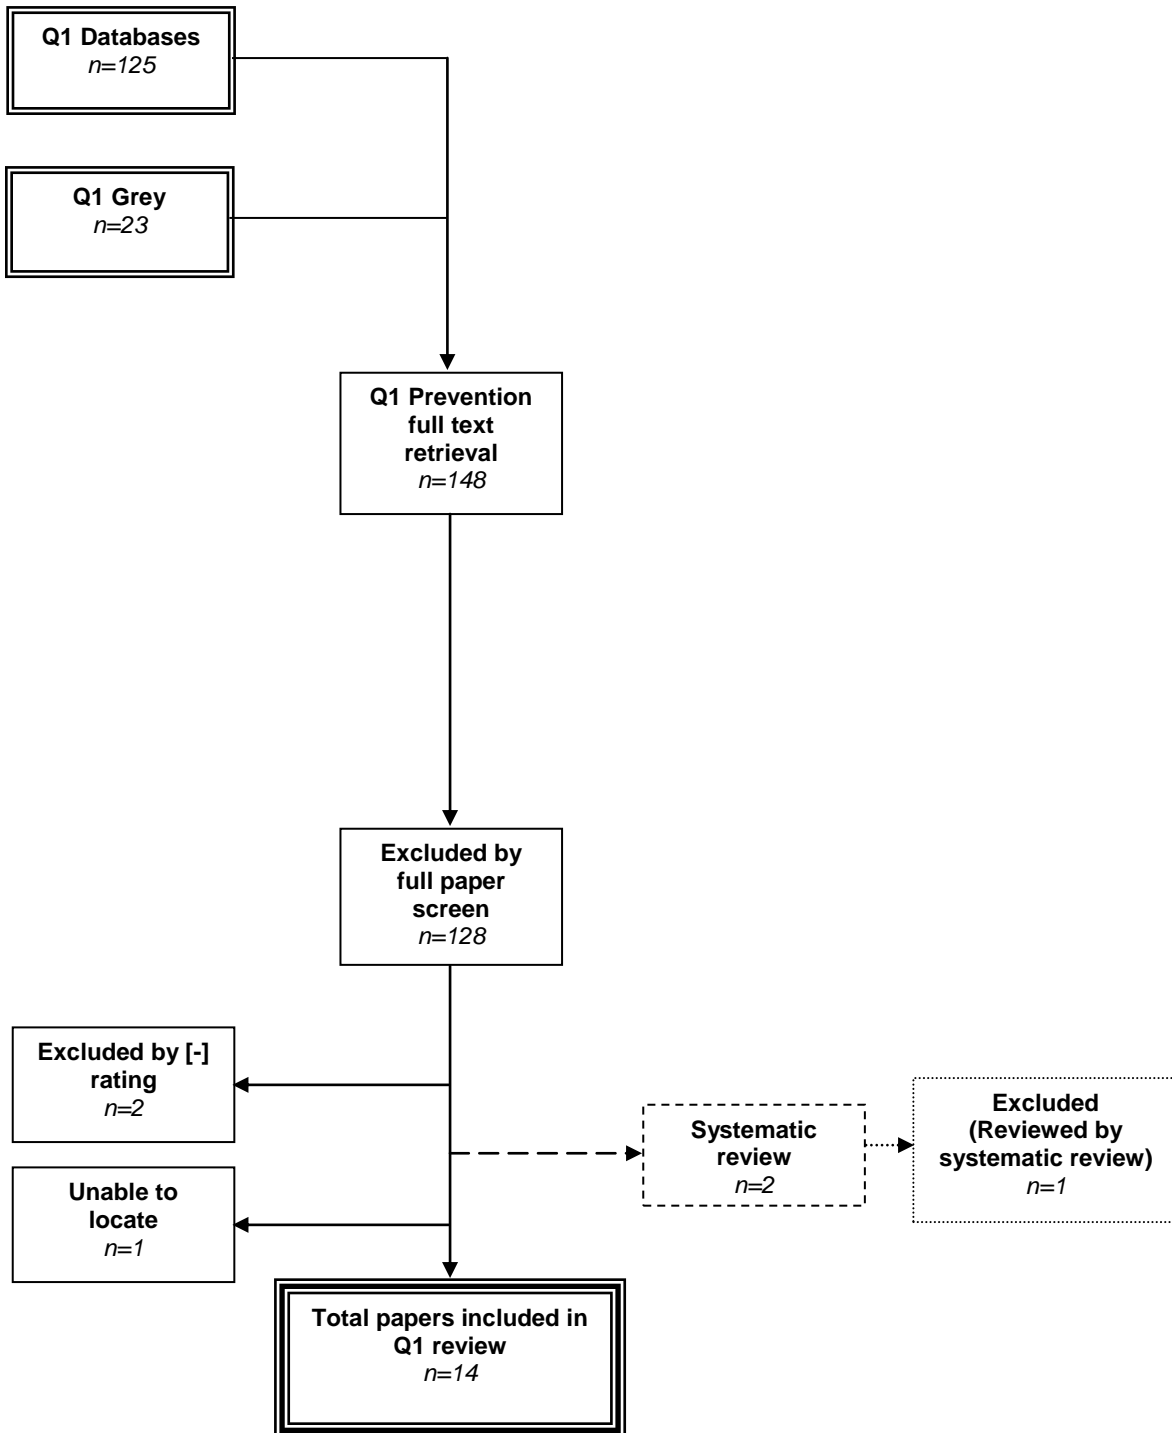 Q1 Databases
n=125
Q1 Grey
n=23
Q1 Prevention
full text
retrieval
n=148
Excluded by
full paper
screen
n=128
Excluded by [-]
rating
n=2
Systematic
review
n=2
Excluded
(Reviewed by
systematic review)
n=1
Unable to
locate
n=1
Total papers included in
Q1 review
n=14